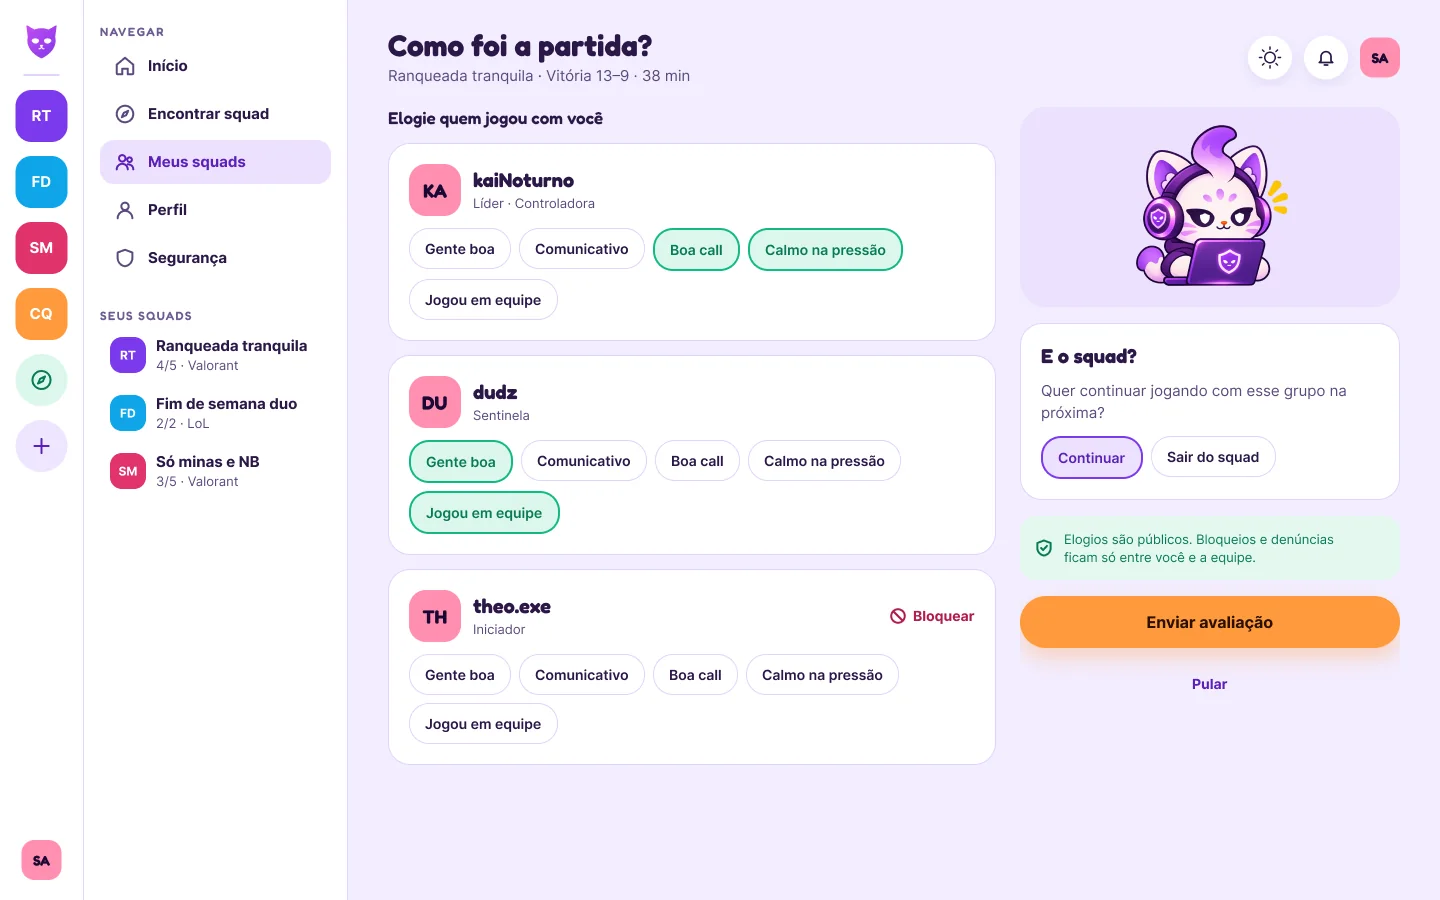 RT
FD
SM
CQ
SA
NAVEGAR
Início
Encontrar squad
Meus squads
Perfil
Segurança
SEUS SQUADS
RT
Ranqueada tranquila
4/5 · Valorant
FD
Fim de semana duo
2/2 · LoL
SM
Só minas e NB
3/5 · Valorant
Como foi a partida?
Ranqueada tranquila · Vitória 13–9 · 38 min
SA
Elogie quem jogou com você
KA
kaiNoturno
Líder · Controladora
Gente boa
Comunicativo
Boa call
Calmo na pressão
Jogou em equipe
DU
dudz
Sentinela
Gente boa
Comunicativo
Boa call
Calmo na pressão
Jogou em equipe
TH
theo.exe
Iniciador
Bloquear
Gente boa
Comunicativo
Boa call
Calmo na pressão
Jogou em equipe
E o squad?
Quer continuar jogando com esse grupo na
próxima?
Continuar
Sair do squad
Elogios são públicos. Bloqueios e denúncias
ficam só entre você e a equipe.
Enviar avaliação
Pular